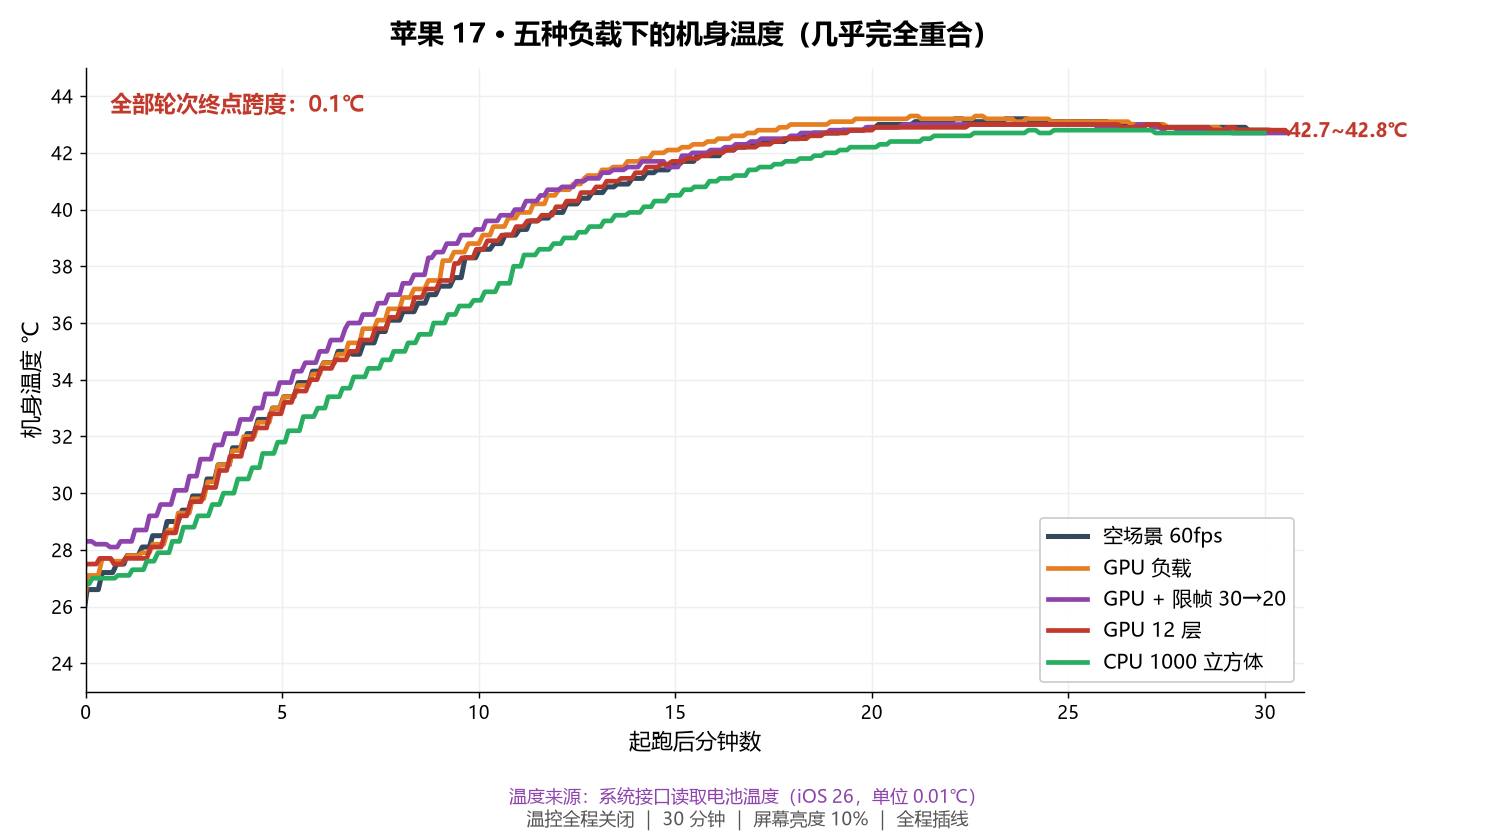 苹果 17 • 五种负载下的机身温度（几乎完全重合）
全部轮次终点跨度：0.1℃
42.7~42.8℃
机身温度 ℃
44
42
40
38
36
34
32
30
28
26
24
0 5 10 15 20 25 30
起跑后分钟数
空场景 60fps
GPU 负载
GPU + 限帧 30→20
GPU 12 层
CPU 1000 立方体
温度来源：系统接口读取电池温度（iOS 26，单位 0.01℃）
温控全程关闭 | 30 分钟 | 屏幕亮度 10% | 全程插线